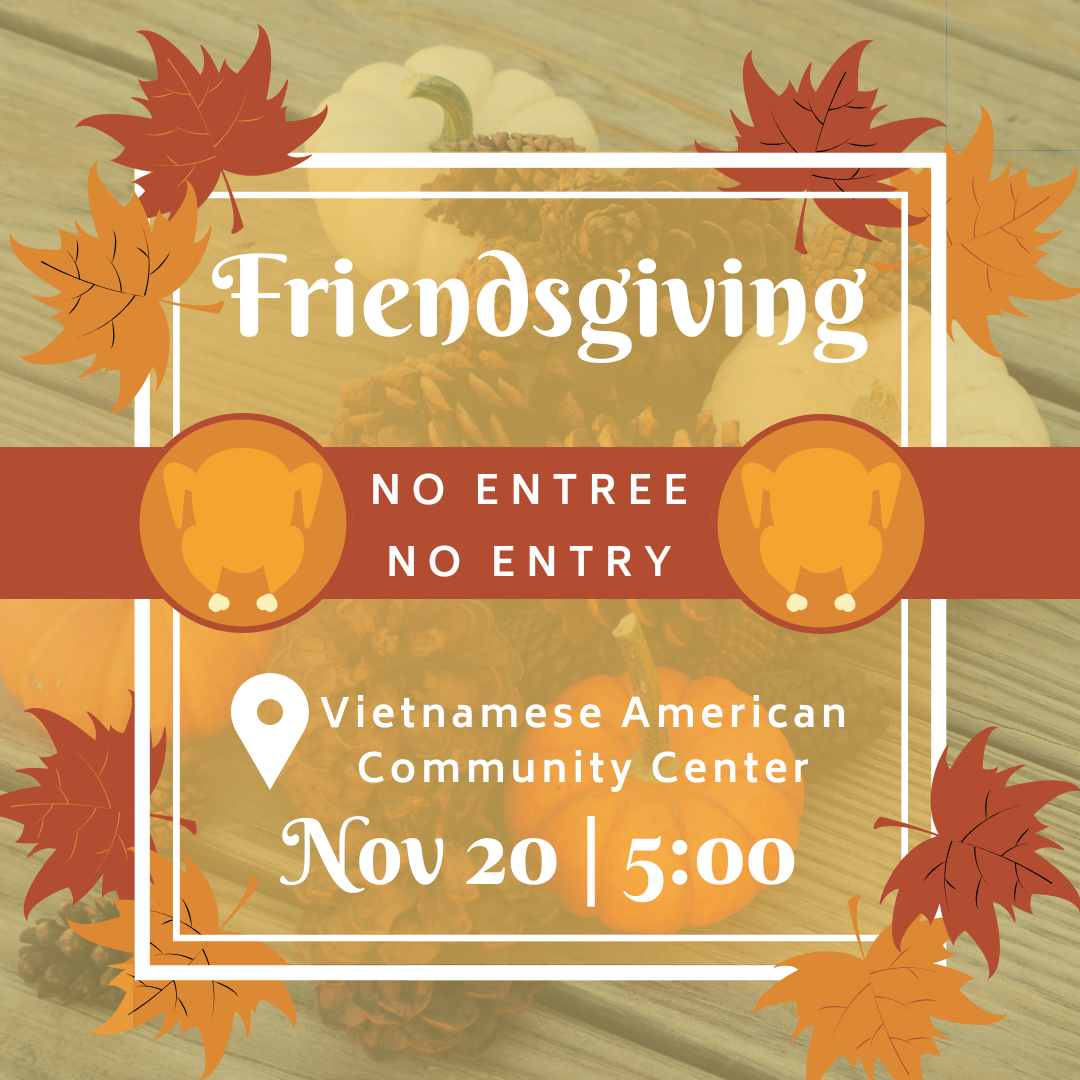 Friendsgiving
NO ENTREE
NO ENTRY
Vietnamese American
Community Center
Nov 20 | 5:00